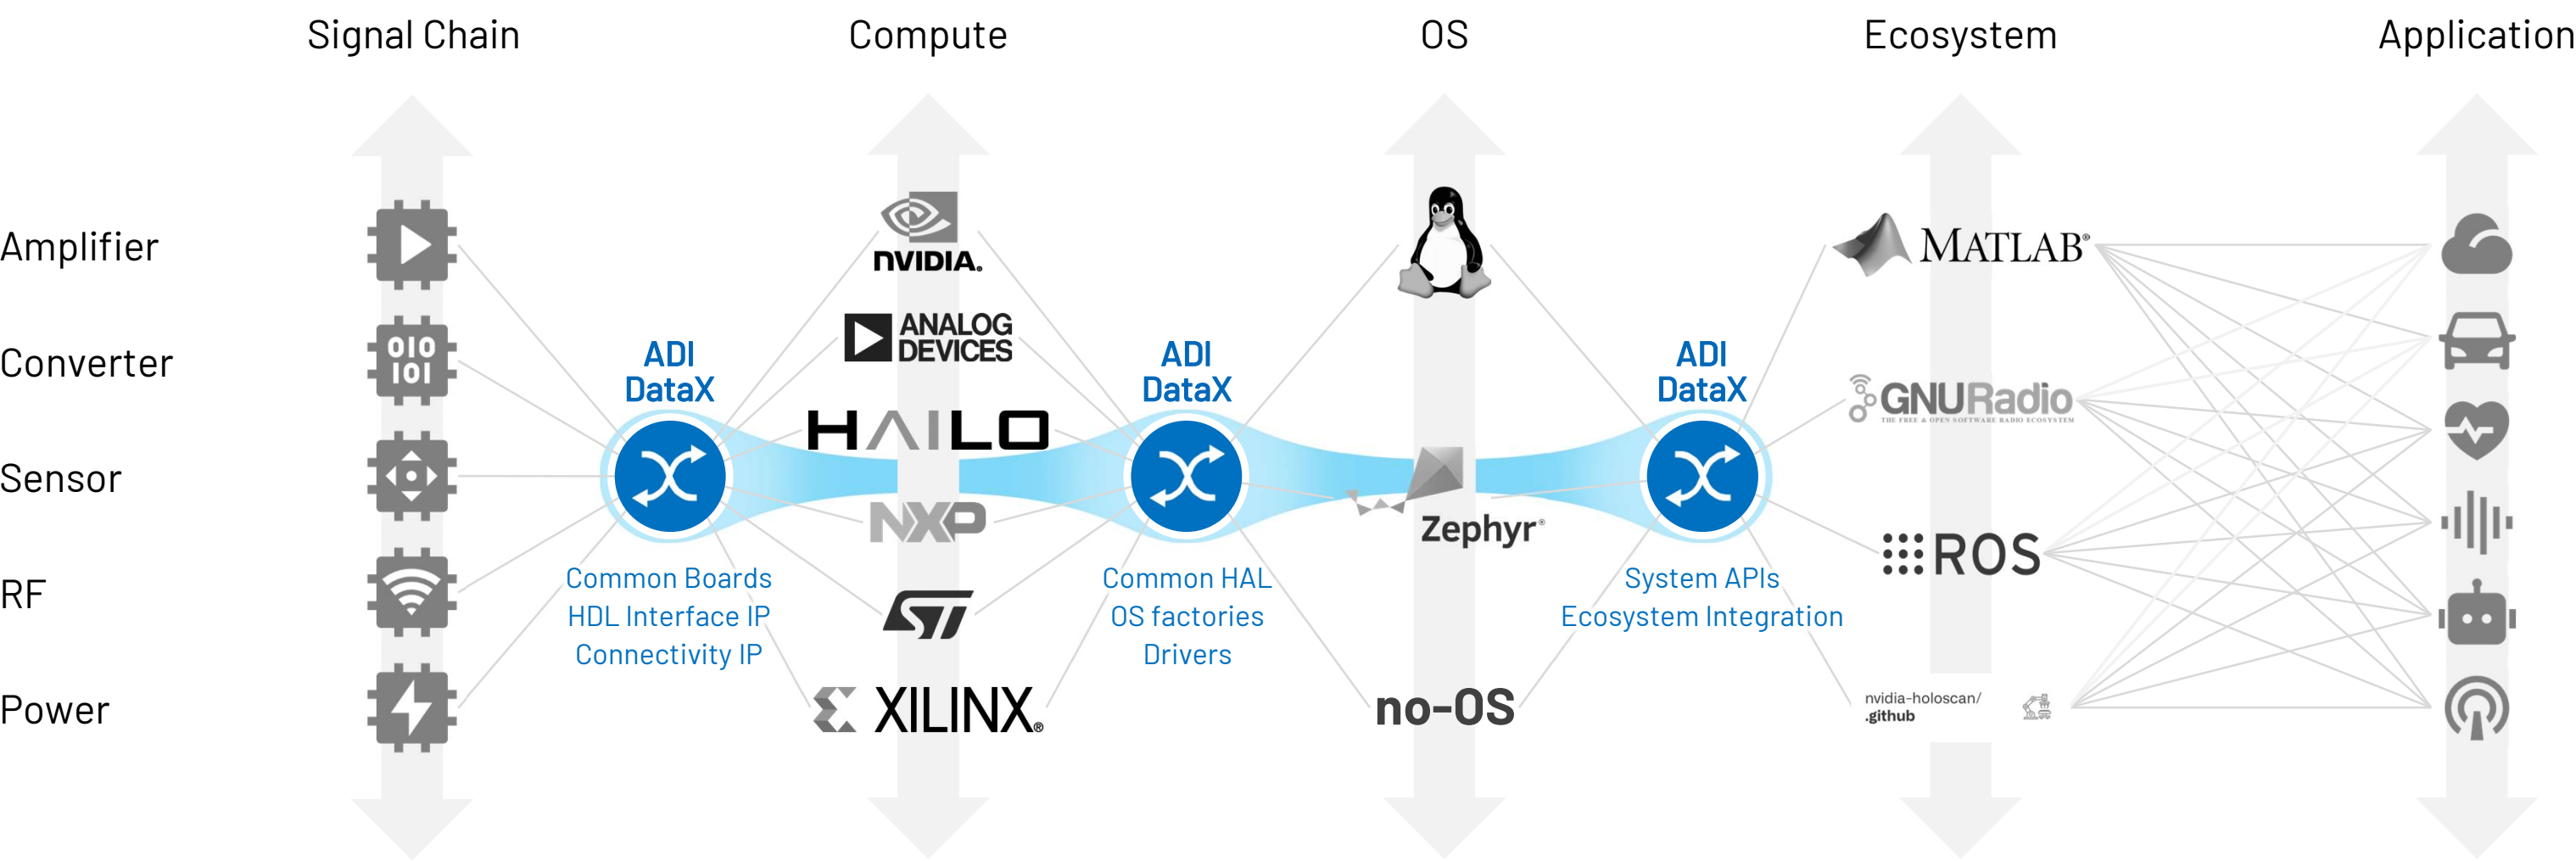 Signal Chain
Compute
OS
Ecosystem
Application
Amplifier
Converter
Sensor
RF
Power
010
101
ADI
DataX
Common Boards
HDL Interface IP
Connectivity IP
NVIDIA.
ANALOG
DEVICES
HAILO
NXP
ST
XILINX®
ADI
DataX
Common HAL
OS factories
Drivers
Zephyr®
no-OS
ADI
DataX
System APIs
Ecosystem Integration
MATLAB®
GNURadio
THE FREE & OPEN SOFTWARE RADIO ECOSYSTEM
ROS
nvidia-holoscan/
.github